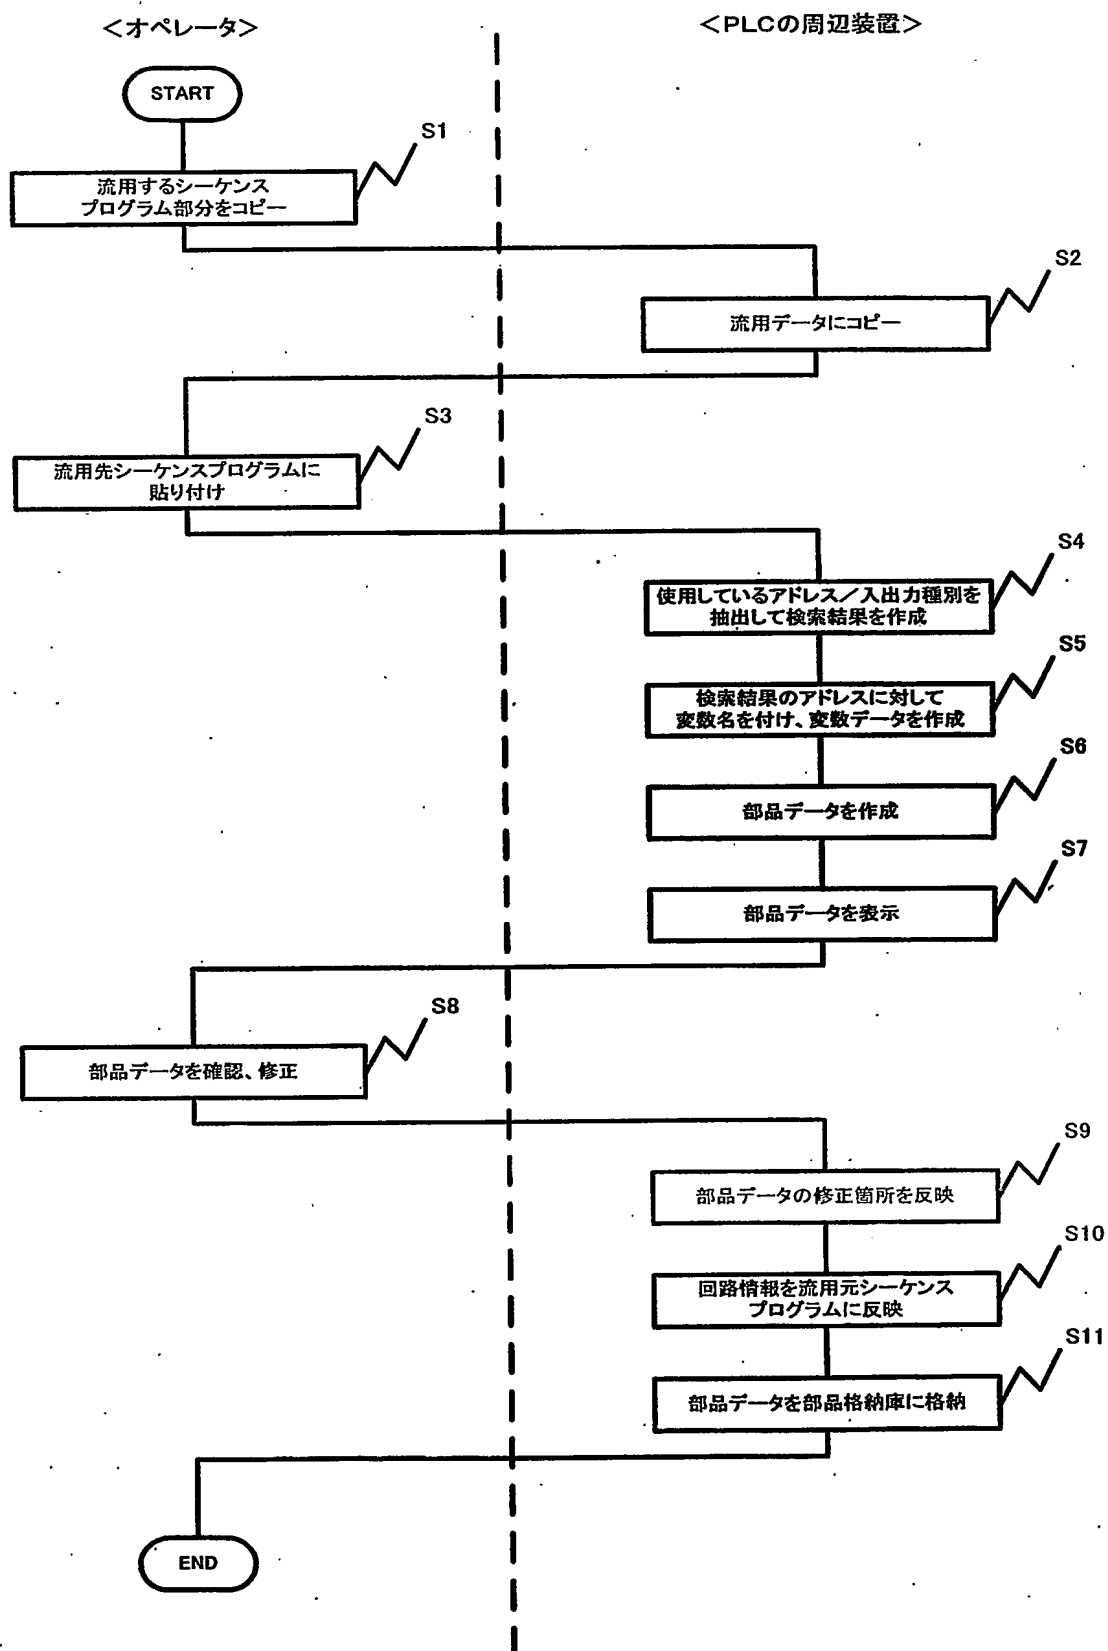 ＜オペレータ＞
＜PLCの周辺装置＞
START
S1
流用するシーケンス
プログラム部分をコピー
S2
流用データにコピー
S3
流用先シーケンスプログラムに
貼り付け
S4
使用しているアドレス／入出力種別を
抽出して検索結果を作成
S5
検索結果のアドレスに対して
変数名を付け、変数データを作成
S6
部品データを作成
S7
部品データを表示
S8
部品データを確認、修正
S9
部品データの修正箇所を反映
S10
回路情報を流用元シーケンス
プログラムに反映
S11
部品データを部品格納庫に格納
END